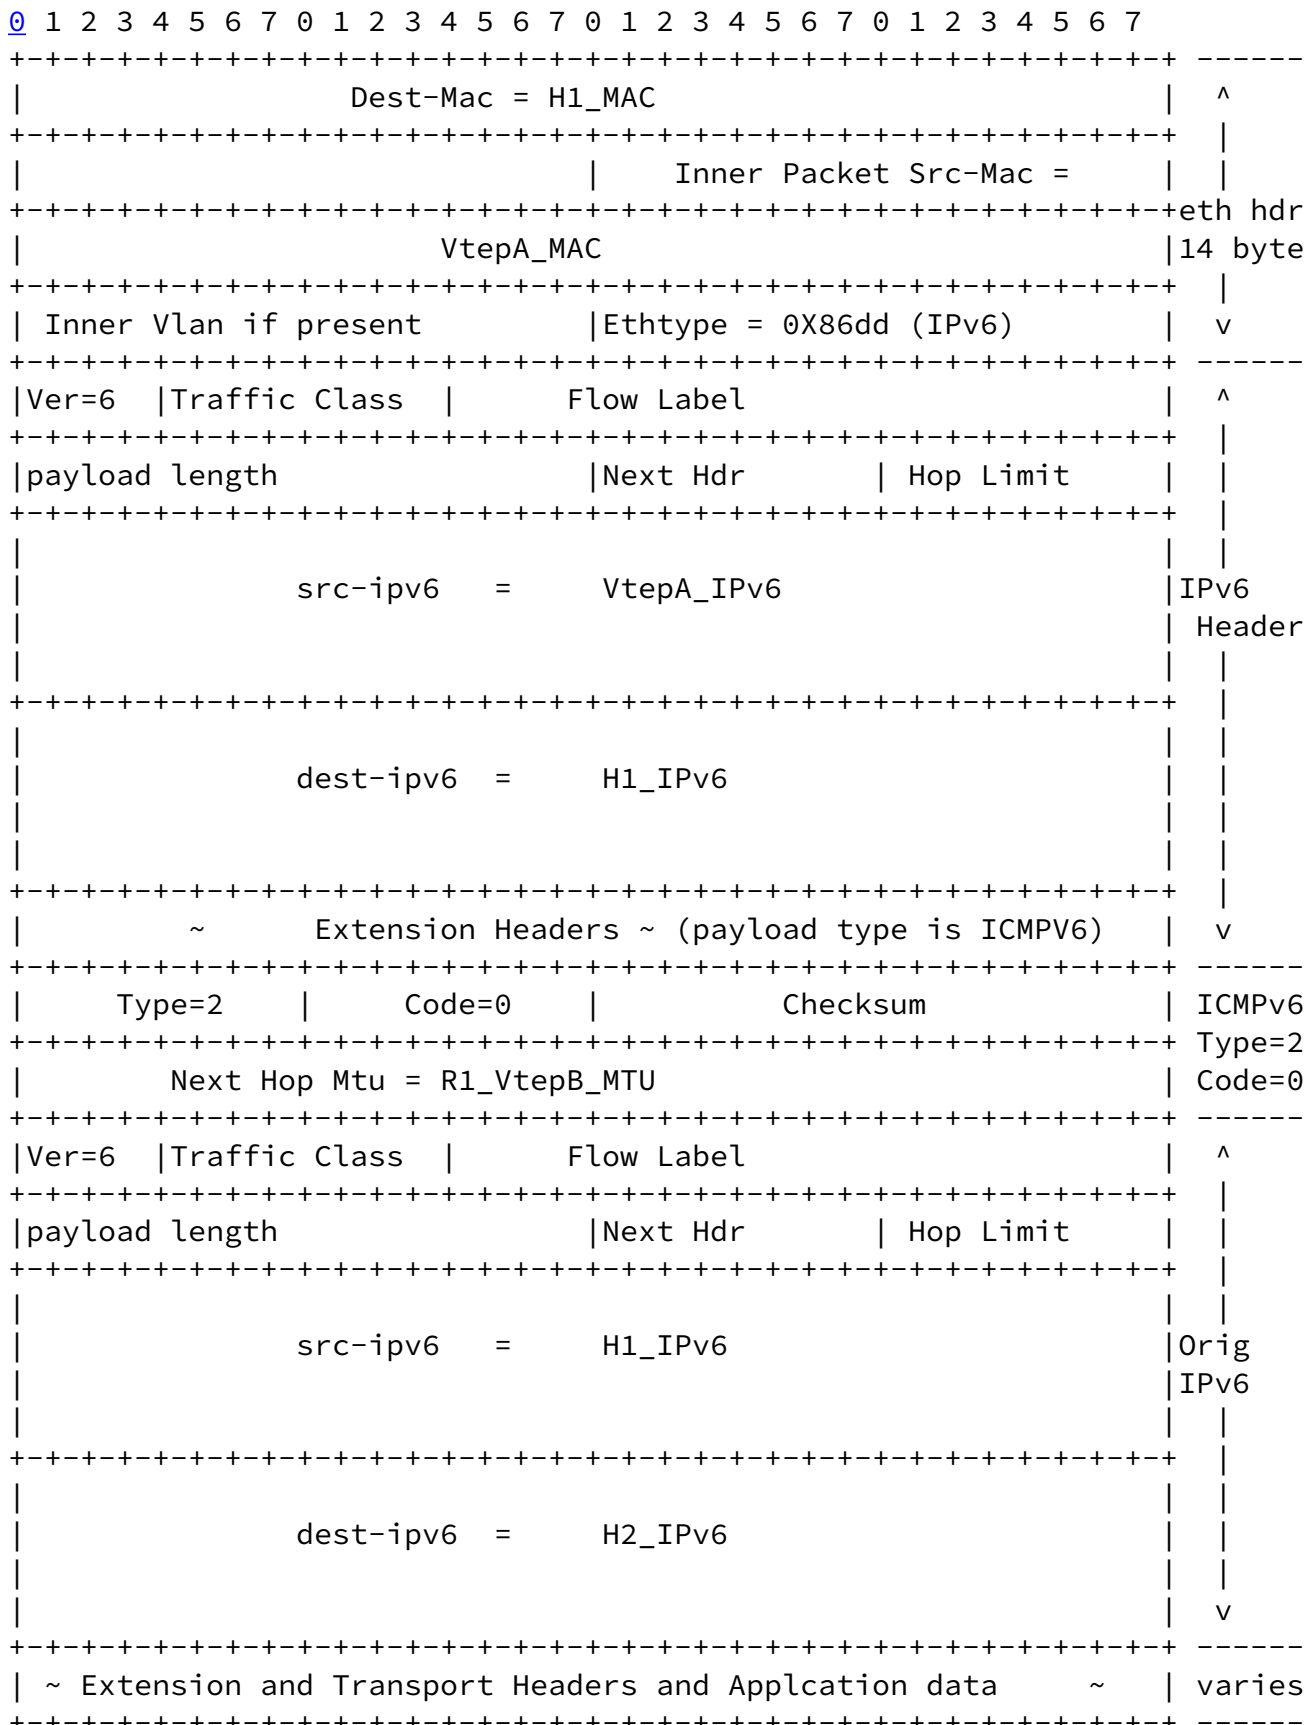 0 1 2 3 4 5 6 7 0 1 2 3 4 5 6 7 0 1 2 3 4 5 6 7 0 1 2 3 4 5 6 7
+-+-+-+-+-+-+-+-+-+-+-+-+-+-+-+-+-+-+-+-+-+-+-+-+-+-+-+-+-+-+-+-+ ------
|                  Dest-Mac = H1_MAC                            |  ^
+-+-+-+-+-+-+-+-+-+-+-+-+-+-+-+-+-+-+-+-+-+-+-+-+-+-+-+-+-+-+-+-+  |
|                               |    Inner Packet Src-Mac =     |  |
+-+-+-+-+-+-+-+-+-+-+-+-+-+-+-+-+-+-+-+-+-+-+-+-+-+-+-+-+-+-+-+-+eth hdr
|                       VtepA_MAC                               |14 byte
+-+-+-+-+-+-+-+-+-+-+-+-+-+-+-+-+-+-+-+-+-+-+-+-+-+-+-+-+-+-+-+-+  |
| Inner Vlan if present         |Ethtype = 0X86dd (IPv6)        |  v
+-+-+-+-+-+-+-+-+-+-+-+-+-+-+-+-+-+-+-+-+-+-+-+-+-+-+-+-+-+-+-+-+ ------
|Ver=6  |Traffic Class  |      Flow Label                       |  ^
+-+-+-+-+-+-+-+-+-+-+-+-+-+-+-+-+-+-+-+-+-+-+-+-+-+-+-+-+-+-+-+-+  |
|payload length                 |Next Hdr       | Hop Limit     |  |
+-+-+-+-+-+-+-+-+-+-+-+-+-+-+-+-+-+-+-+-+-+-+-+-+-+-+-+-+-+-+-+-+  |
|                                                               |  |
|               src-ipv6   =     VtepA_IPv6                     |IPv6
|                                                               | Header
|                                                               |  |
+-+-+-+-+-+-+-+-+-+-+-+-+-+-+-+-+-+-+-+-+-+-+-+-+-+-+-+-+-+-+-+-+  |
|                                                               |  |
|               dest-ipv6  =     H1_IPv6                        |  |
|                                                               |  |
|                                                               |  |
+-+-+-+-+-+-+-+-+-+-+-+-+-+-+-+-+-+-+-+-+-+-+-+-+-+-+-+-+-+-+-+-+  |
|         ~      Extension Headers ~ (payload type is ICMPV6)   |  v
+-+-+-+-+-+-+-+-+-+-+-+-+-+-+-+-+-+-+-+-+-+-+-+-+-+-+-+-+-+-+-+-+ ------
|     Type=2    |     Code=0    |          Checksum             | ICMPv6
+-+-+-+-+-+-+-+-+-+-+-+-+-+-+-+-+-+-+-+-+-+-+-+-+-+-+-+-+-+-+-+-+ Type=2
|        Next Hop Mtu = R1_VtepB_MTU                            | Code=0
+-+-+-+-+-+-+-+-+-+-+-+-+-+-+-+-+-+-+-+-+-+-+-+-+-+-+-+-+-+-+-+-+ ------
|Ver=6  |Traffic Class  |      Flow Label                       |  ^
+-+-+-+-+-+-+-+-+-+-+-+-+-+-+-+-+-+-+-+-+-+-+-+-+-+-+-+-+-+-+-+-+  |
|payload length                 |Next Hdr       | Hop Limit     |  |
+-+-+-+-+-+-+-+-+-+-+-+-+-+-+-+-+-+-+-+-+-+-+-+-+-+-+-+-+-+-+-+-+  |
|                                                               |  |
|               src-ipv6   =     H1_IPv6                        |Orig
|                                                               |IPv6
|                                                               |  |
+-+-+-+-+-+-+-+-+-+-+-+-+-+-+-+-+-+-+-+-+-+-+-+-+-+-+-+-+-+-+-+-+  |
|                                                               |  |
|               dest-ipv6  =     H2_IPv6                        |  |
|                                                               |  |
|                                                               |  v
+-+-+-+-+-+-+-+-+-+-+-+-+-+-+-+-+-+-+-+-+-+-+-+-+-+-+-+-+-+-+-+-+ ------
| ~ Extension and Transport Headers and Applcation data     ~   | varies
+-+-+-+-+-+-+-+-+-+-+-+-+-+-+-+-+-+-+-+-+-+-+-+-+-+-+-+-+-+-+-+-+ ------